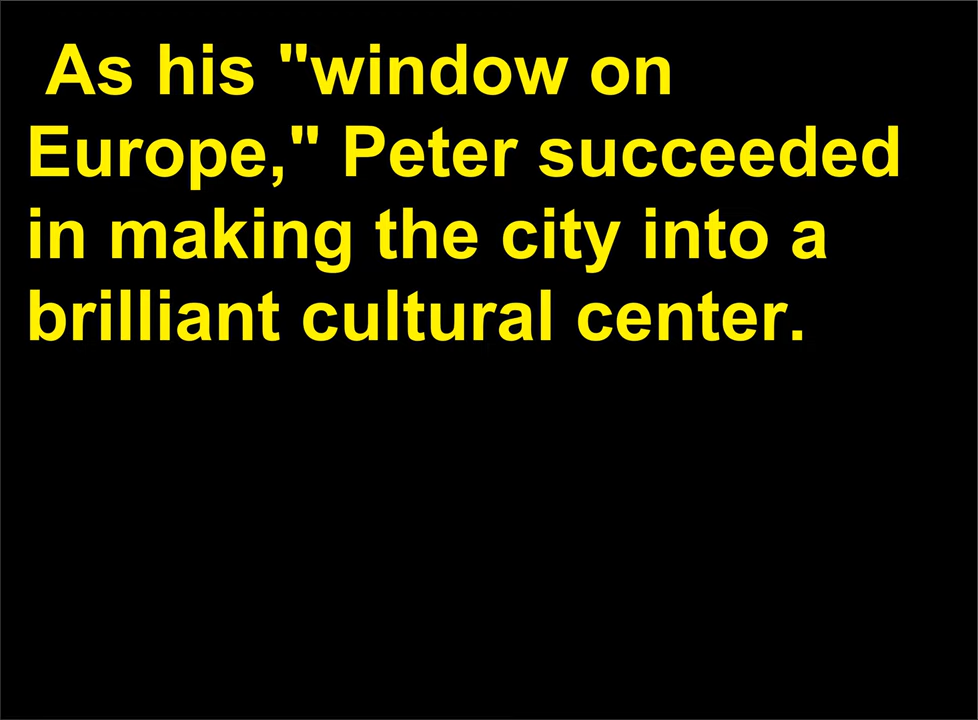 As his "window on
Europe," Peter succeeded
in making the city into a
brilliant cultural center.